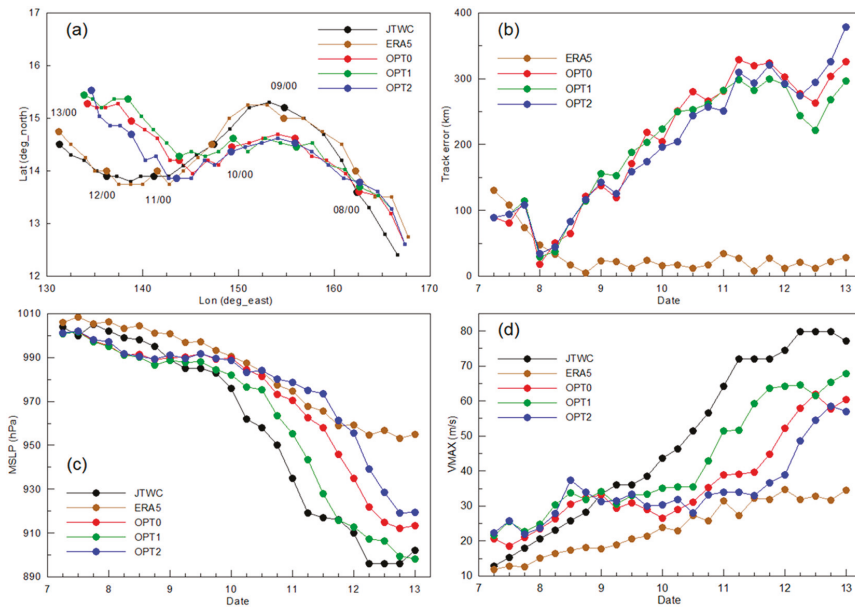 (a)
JTWC
ERA5
OPT0
OPT1
OPT2
09/00
13/00
12/00
11/00
10/00
08/00
17
16
15
14
13
12
130
140
150
160
170
Lat (deg_north)
Lon (deg_east)
(b)
ERA5
OPT0
OPT1
OPT2
400
300
200
100
0
7
8
9
10
11
12
13
Track error (km)
Date
(c)
JTWC
ERA5
OPT0
OPT1
OPT2
1010
990
970
950
930
910
890
7
8
9
10
11
12
13
MSLP (hPa)
Date
(d)
JTWC
ERA5
OPT0
OPT1
OPT2
80
70
60
50
40
30
20
10
7
8
9
10
11
12
13
VMAX (m/s)
Date